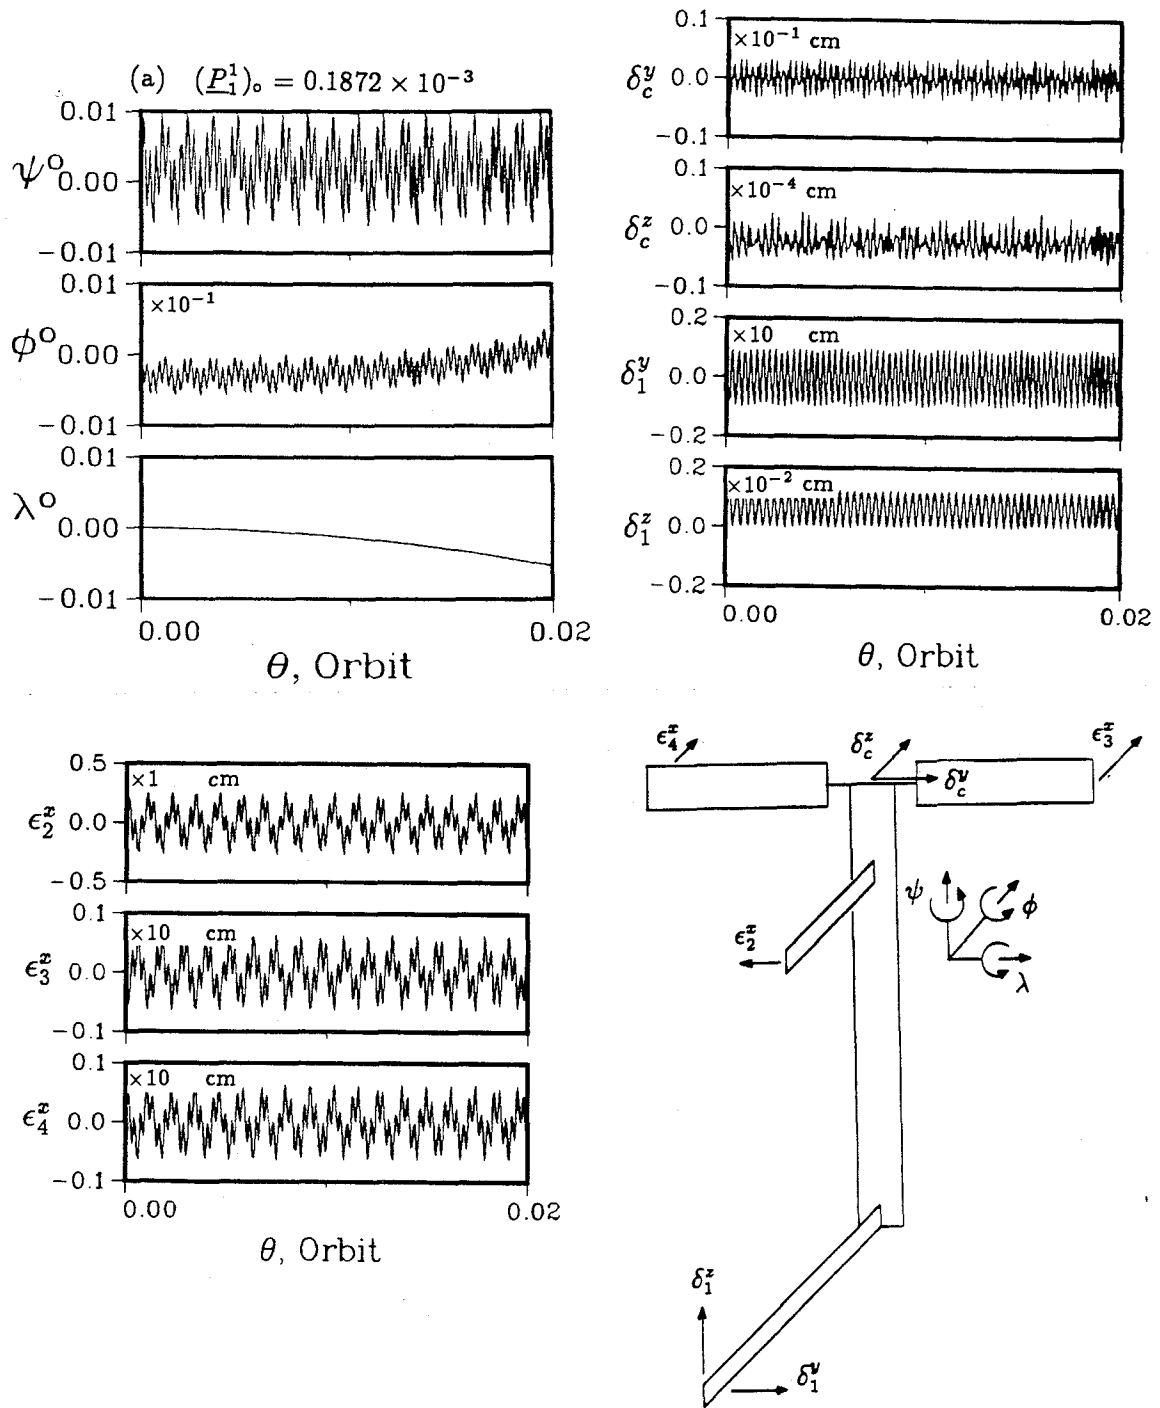 (a) (P₁¹)ₒ = 0.1872 × 10⁻³
0.01
ψ° 0.00
−0.01
0.01
×10⁻¹
φ° 0.00
−0.01
0.01
λ° 0.00
−0.01
0.00 0.02
θ, Orbit
0.1
×10⁻¹ cm
δ_c^y 0.0
−0.1
0.1
×10⁻⁴ cm
δ_c^z 0.0
−0.1
0.2
×10 cm
δ_1^y 0.0
−0.2
0.2
×10⁻² cm
δ_1^z 0.0
−0.2
0.00 0.02
θ, Orbit
0.5
×1 cm
ε_2^x 0.0
−0.5
0.1
×10 cm
ε_3^x 0.0
−0.1
0.1
×10 cm
ε_4^x 0.0
−0.1
0.00 0.02
θ, Orbit
ε_4^x δ_c^z ε_3^x
δ_c^y
ψ φ
ε_2^x
λ
δ_1^z
δ_1^y